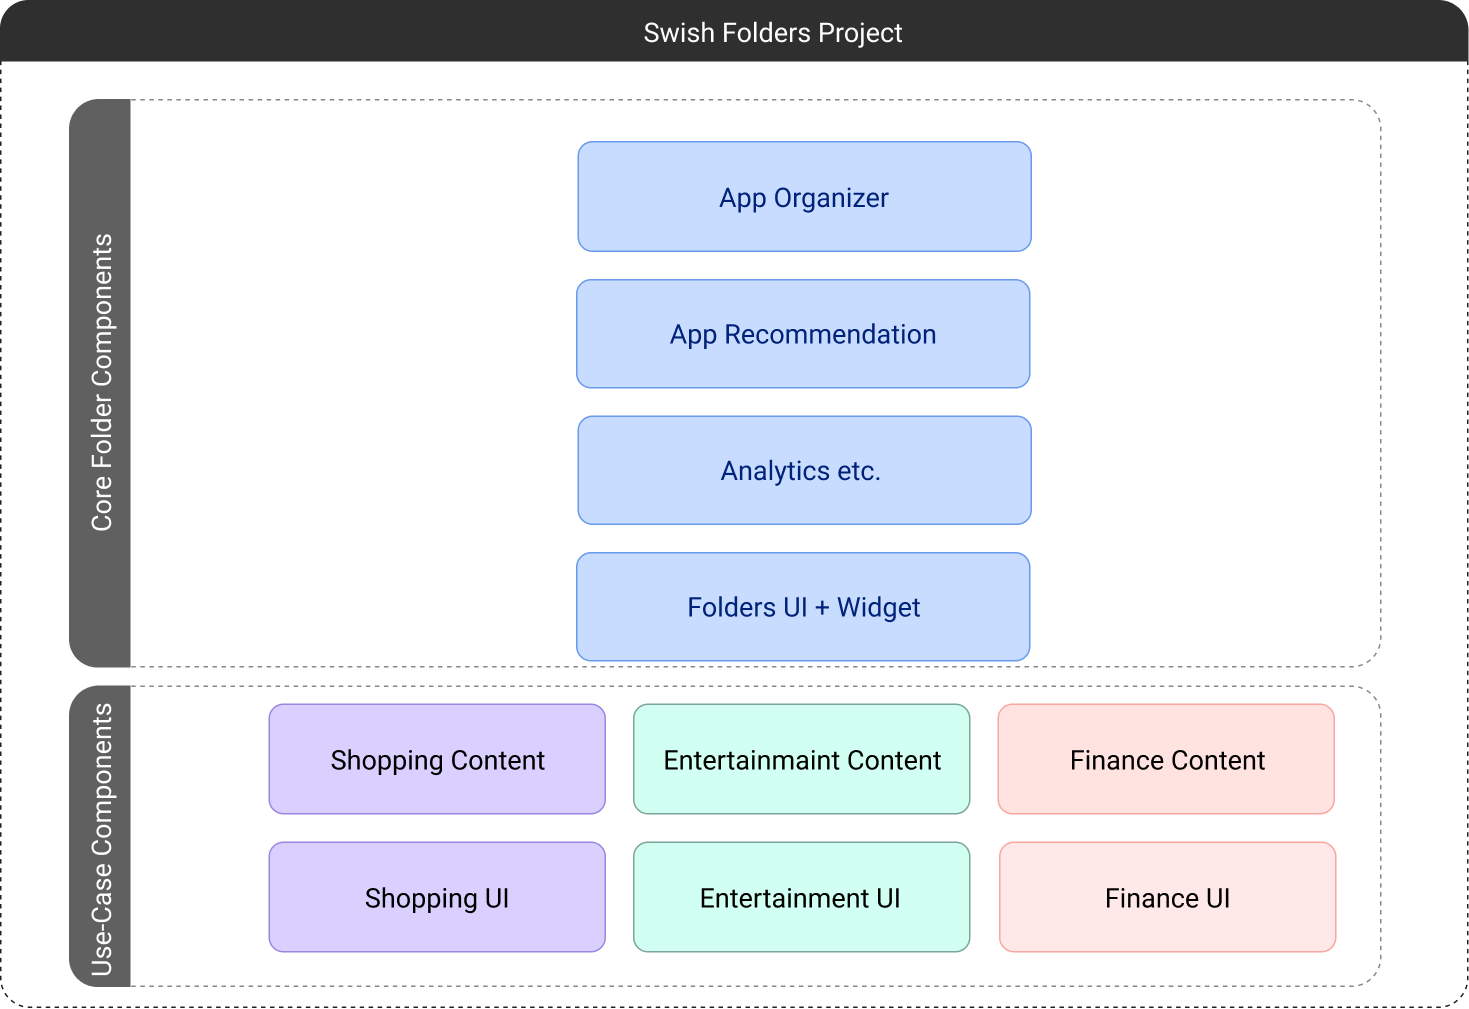 Swish Folders Project
Core Folder Components
App Organizer
App Recommendation
Analytics etc.
Folders UI + Widget
Use-Case Components
Shopping Content
Entertainmaint Content
Finance Content
Shopping UI
Entertainment UI
Finance UI